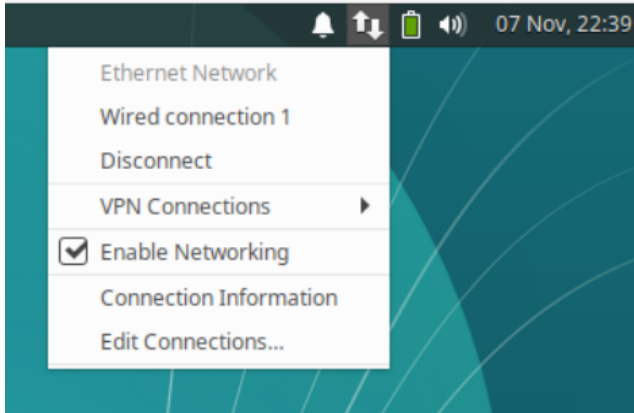 07 Nov, 22:39
Ethernet Network
Wired connection 1
Disconnect
VPN Connections
Enable Networking
Connection Information
Edit Connections...